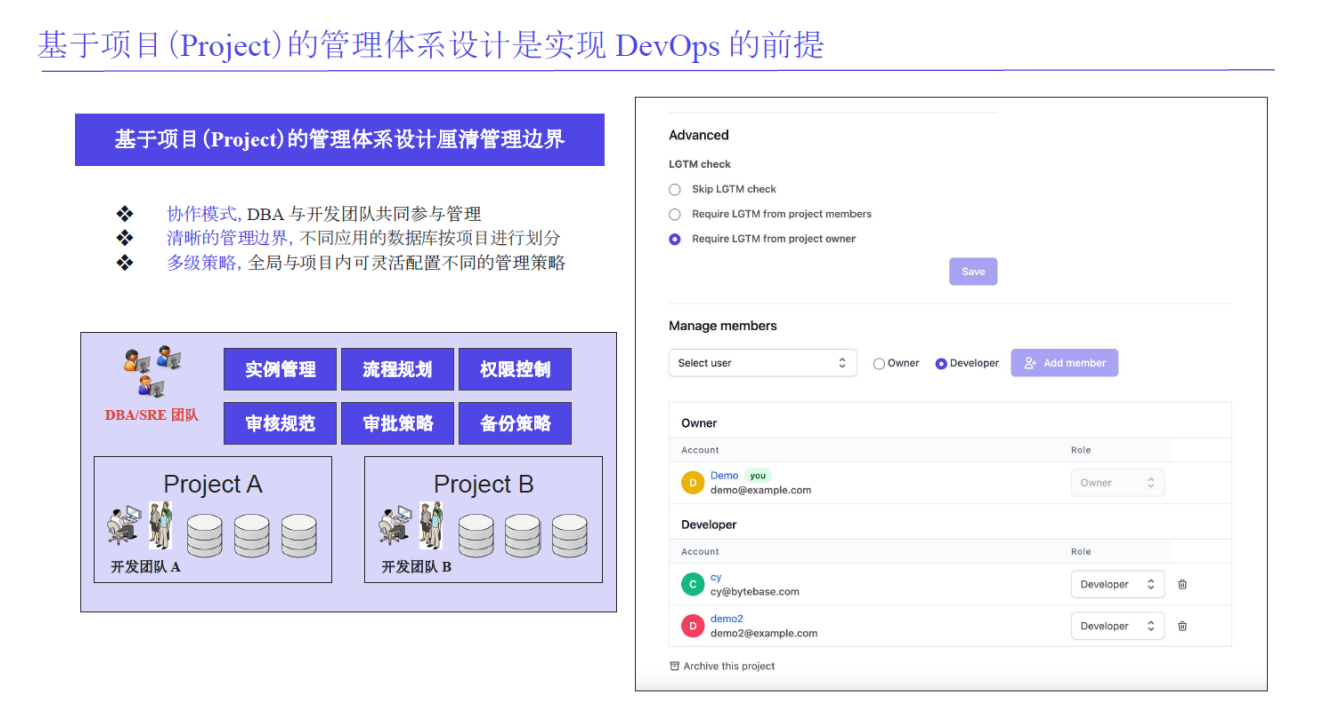 基于项目(Project)的管理体系设计是实现 DevOps 的前提
基于项目(Project)的管理体系设计厘清管理边界
❖ 协作模式, DBA 与开发团队共同参与管理
❖ 清晰的管理边界, 不同应用的数据库按项目进行划分
❖ 多级策略, 全局与项目内可灵活配置不同的管理策略
DBA/SRE 团队
实例管理 流程规划 权限控制
审核规范 审批策略 备份策略
Project A
开发团队 A
Project B
开发团队 B
Advanced
LGTM check
Skip LGTM check
Require LGTM from project members
Require LGTM from project owner
Save
Manage members
Select user Owner Developer Add member
Owner
Account Role
D Demo you Owner
demo@example.com
Developer
Account Role
C cy Developer
cy@bytebase.com
D demo2 Developer
demo2@example.com
Archive this project